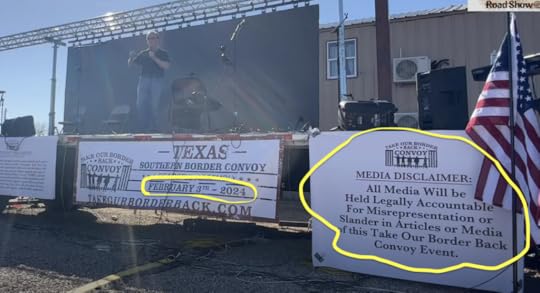 Road Show
TAKE OUR BORDER
BACK
CONVOY
TEXAS
SOUTHERN BORDER CONVOY
FEBRUARY 3TH - 2024
TAKEOURBORDERBACK.COM
TAKE OUR BORDER
BACK
CONVOY
MEDIA DISCLAIMER:
All Media Will be
Held Legally Accountable
For Misrepresentation or
Slander in Articles or Media
of this Take Our Border Back
Convoy Event.